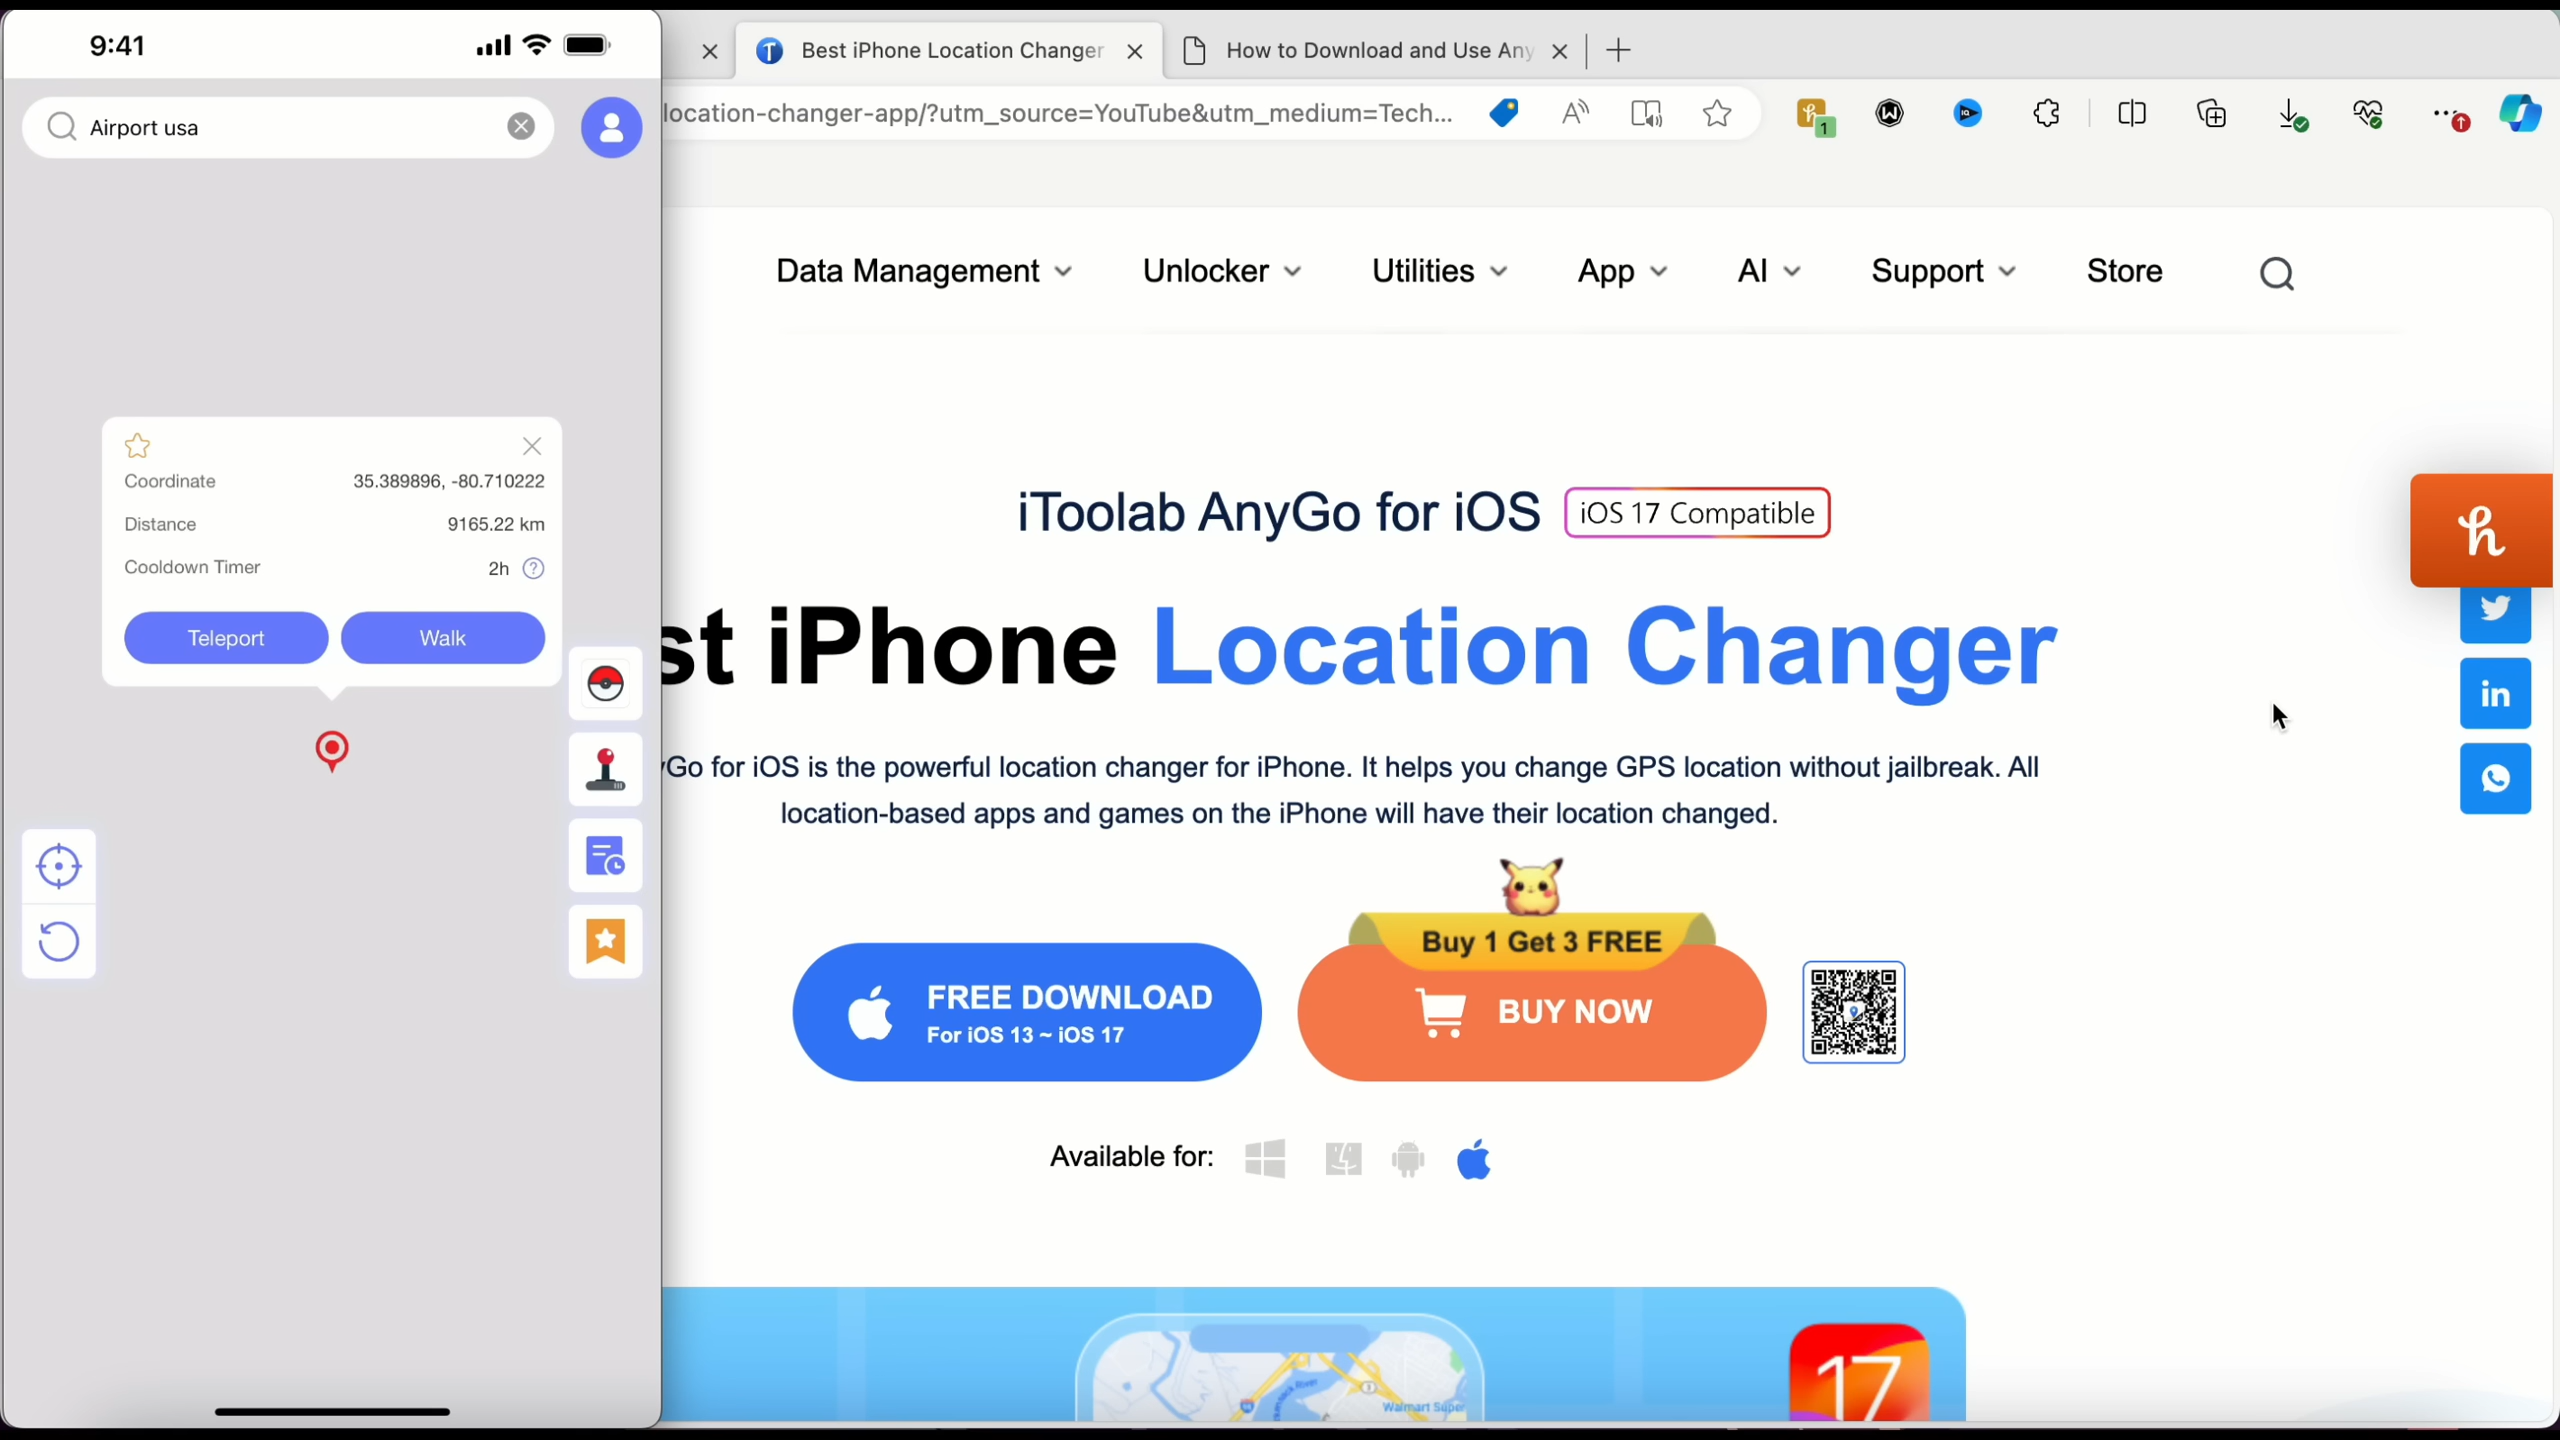 9:41
Airport usa
Coordinate 35.389896, -80.710222
Distance 9165.22 km
Cooldown Timer 2h ?
Teleport Walk
Best iPhone Location Changer
How to Download and Use Any
location-changer-app/?utm_source=YouTube&utm_medium=Tech...
1
Data Management Unlocker Utilities App AI Support Store
iToolab AnyGo for iOS iOS 17 Compatible
st iPhone Location Changer
Go for iOS is the powerful location changer for iPhone. It helps you change GPS location without jailbreak. All
location-based apps and games on the iPhone will have their location changed.
Buy 1 Get 3 FREE
FREE DOWNLOAD
For iOS 13 ~ iOS 17
BUY NOW
Available for:
h
in
17
Walmart Super